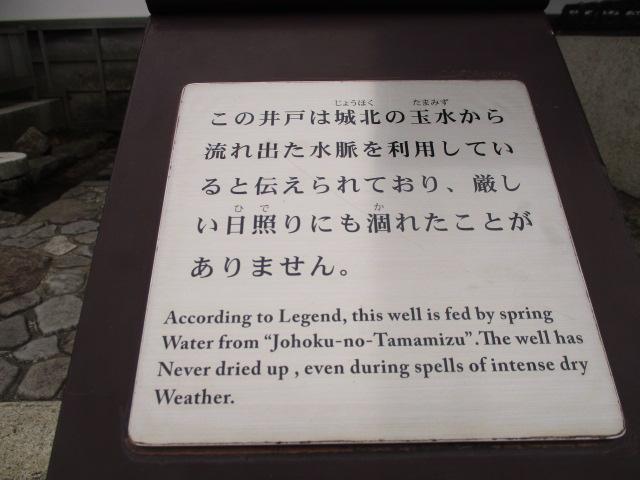 この井戸は城北の玉水から
流れ出た水脈を利用してい
ると伝えられており、厳し
い日照りにも涸れたことが
ありません。
According to Legend, this well is fed by spring
Water from “Johoku-no-Tamamizu”.The well has
Never dried up , even during spells of intense dry
Weather.